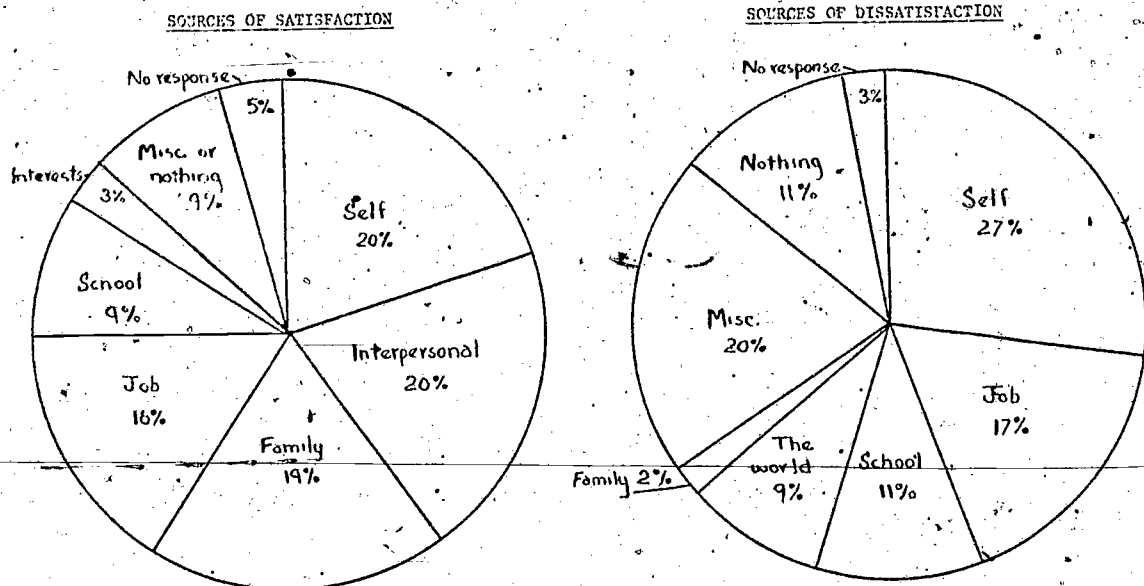 SOURCES OF SATISFACTION
No response
5%
Misc. or
nothing
9%
Interests
3%
Self
20%
School
9%
Interpersonal
20%
Job
16%
Family
19%
SOURCES OF DISSATISFACTION
No response
3%
Nothing
11%
Self
27%
Misc.
20%
Job
17%
The
world
9%
School
11%
Family 2%